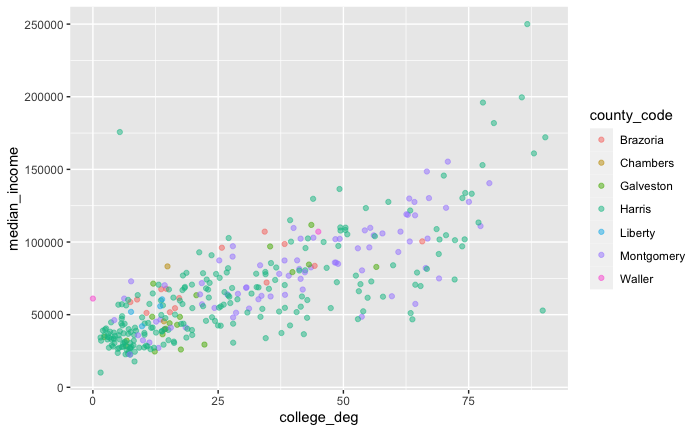 250000
200000
150000
100000
50000
0
median_income
0
25
50
75
college_deg
county_code
Brazoria
Chambers
Galveston
Harris
Liberty
Montgomery
Waller